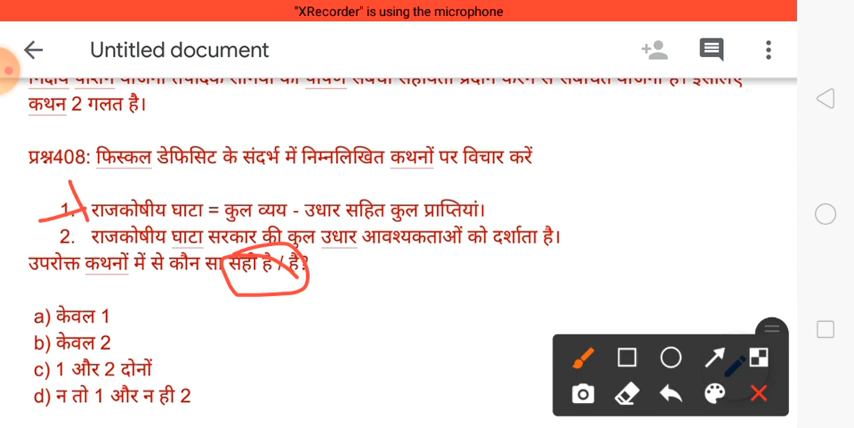 "XRecorder" is using the microphone
Untitled document
कथन 2 गलत है।
प्रश्न408: फिस्कल डेफिसिट के संदर्भ में निम्नलिखित कथनों पर विचार करें
1. राजकोषीय घाटा = कुल व्यय - उधार सहित कुल प्राप्तियां।
2. राजकोषीय घाटा सरकार की कुल उधार आवश्यकताओं को दर्शाता है।
उपरोक्त कथनों में से कौन सा सही है / हैं?
a) केवल 1
b) केवल 2
c) 1 और 2 दोनों
d) न तो 1 और न ही 2